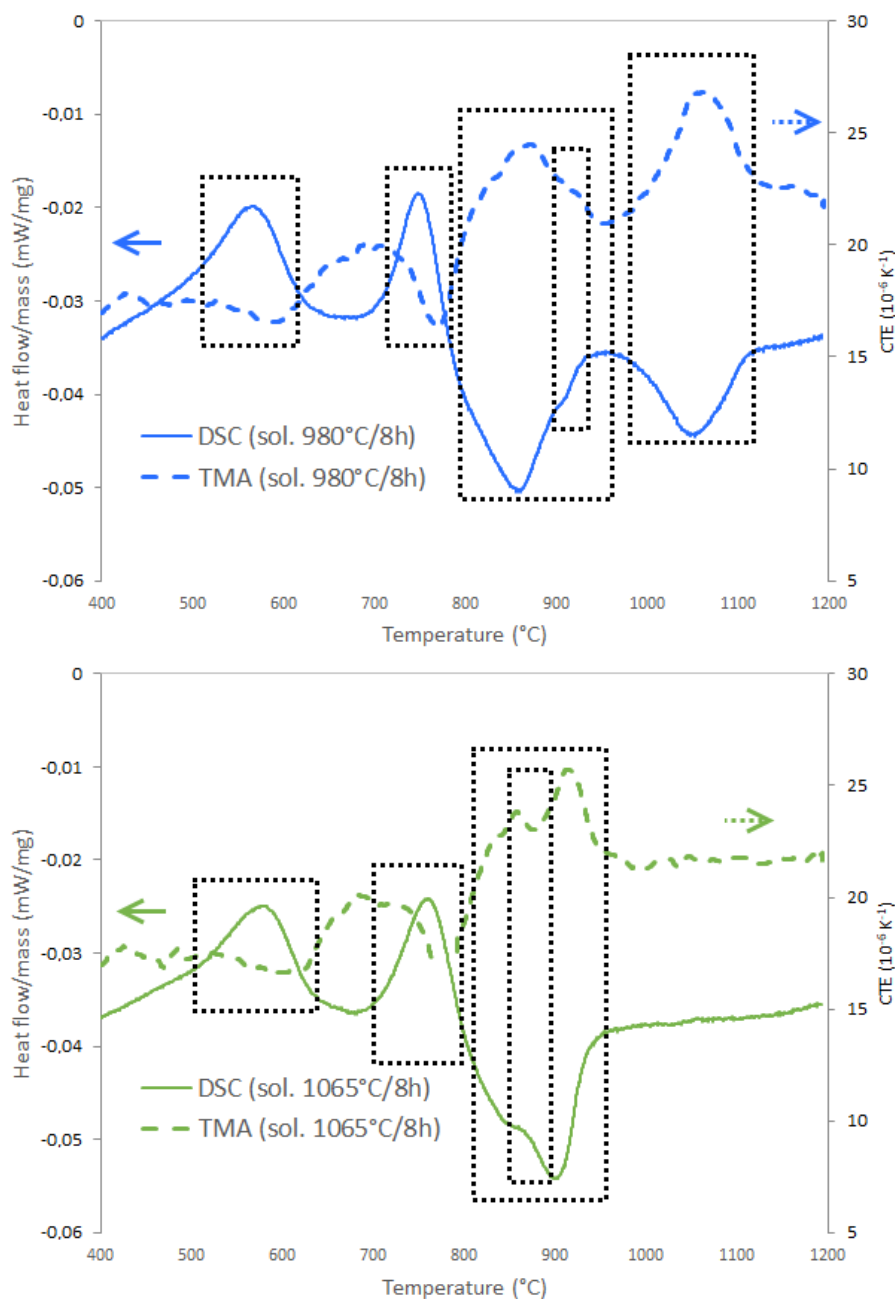 0
-0,01
-0,02
-0,03
-0,04
-0,05
-0,06
Heat flow/mass (mW/mg)
30
25
20
15
10
5
CTE (10⁻⁶ K⁻¹)
DSC (sol. 980°C/8h)
TMA (sol. 980°C/8h)
400 500 600 700 800 900 1000 1100 1200
Temperature (°C)
0
-0,01
-0,02
-0,03
-0,04
-0,05
-0,06
Heat flow/mass (mW/mg)
30
25
20
15
10
5
CTE (10⁻⁶ K⁻¹)
DSC (sol. 1065°C/8h)
TMA (sol. 1065°C/8h)
400 500 600 700 800 900 1000 1100 1200
Temperature (°C)